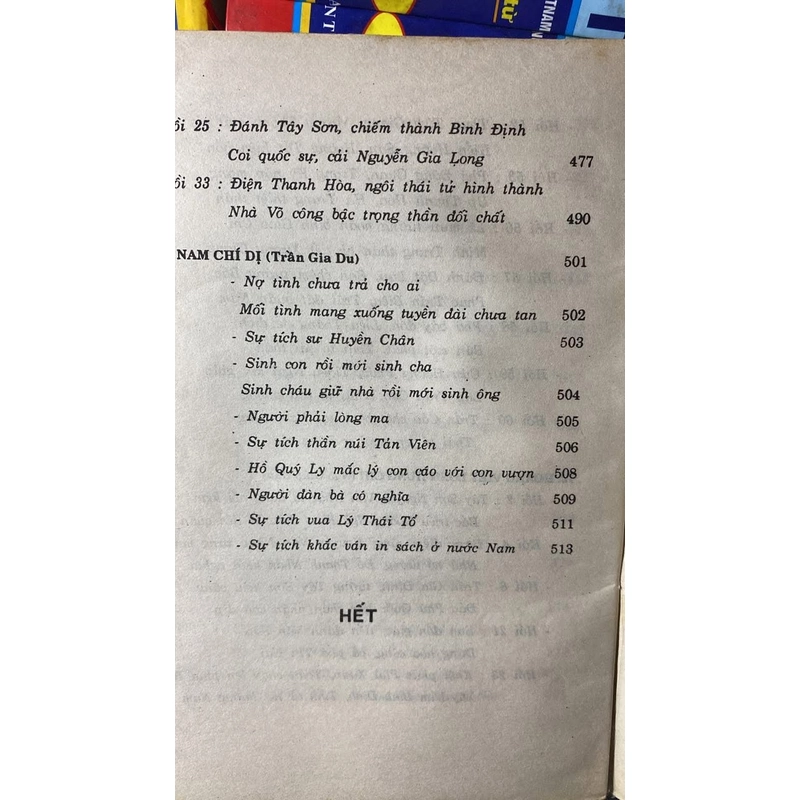 ÂN T
từ
TNAM
ồi 25 : Đánh Tây Sơn, chiếm thành Bình Định
Coi quốc sự, cải Nguyễn Gia Long 477
ồi 33 : Điện Thanh Hòa, ngôi thái tử hình thành
Nhà Võ công bậc trọng thần đối chất 490
NAM CHÍ DỊ (Trần Gia Du) 501
- Nợ tình chưa trả cho ai
Mối tình mang xuống tuyền đài chưa tan 502
- Sự tích sư Huyền Chân 503
- Sinh con rồi mới sinh cha
Sinh cháu giữ nhà rồi mới sinh ông 504
- Người phải lòng ma 505
- Sự tích thần núi Tản Viên 506
- Hồ Quý Ly mắc lý con cáo với con vượn 508
- Người đàn bà có nghĩa 509
- Sự tích vua Lý Thái Tổ 511
- Sự tích khắc ván in sách ở nước Nam 513
HẾT